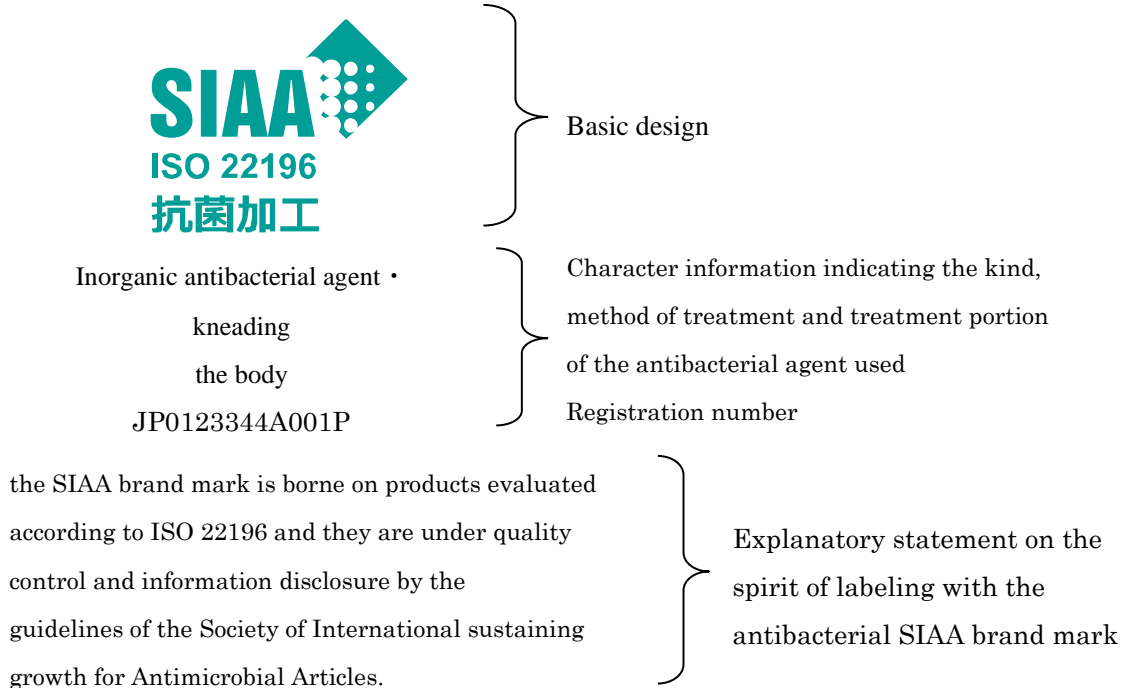 SIAA
ISO 22196
抗菌加工
Basic design
Inorganic antibacterial agent・
kneading
the body
JP0123344A001P
Character information indicating the kind,
method of treatment and treatment portion
of the antibacterial agent used
Registration number
the SIAA brand mark is borne on products evaluated
according to ISO 22196 and they are under quality
control and information disclosure by the
guidelines of the Society of International sustaining
growth for Antimicrobial Articles.
Explanatory statement on the
spirit of labeling with the
antibacterial SIAA brand mark